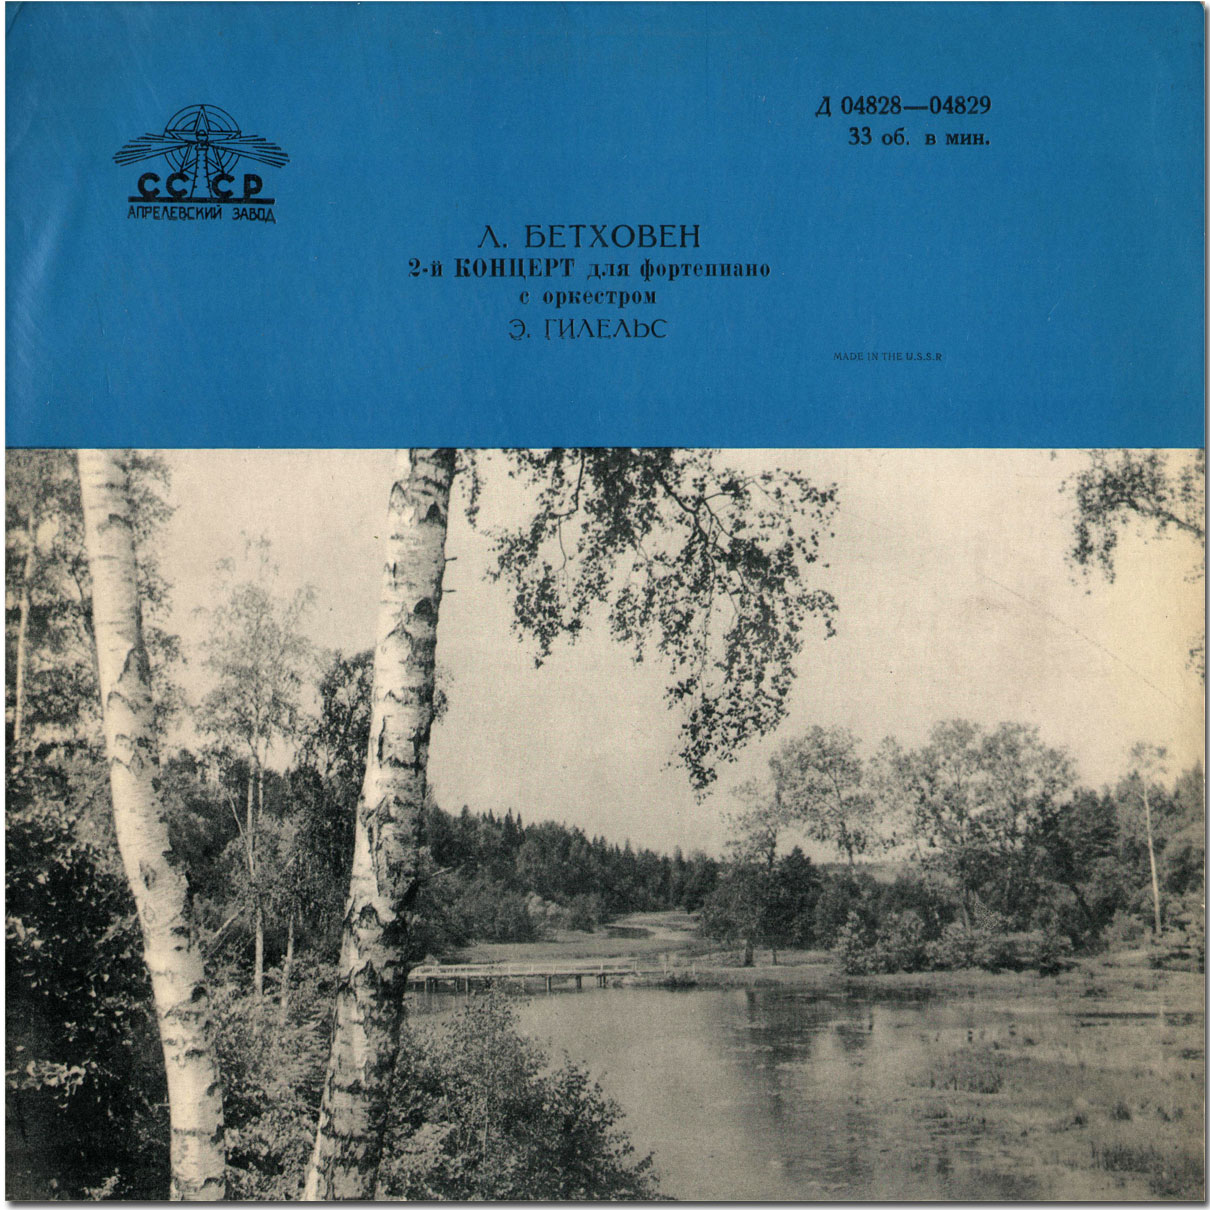 Д 04828—04829
33 об. в мин.
СССР
АПРЕЛЕВСКИЙ ЗАВОД
Л. БЕТХОВЕН
2-й КОНЦЕРТ для фортепиано
с оркестром
Э. ГИЛЕЛЬС
MADE IN THE U.S.S.R